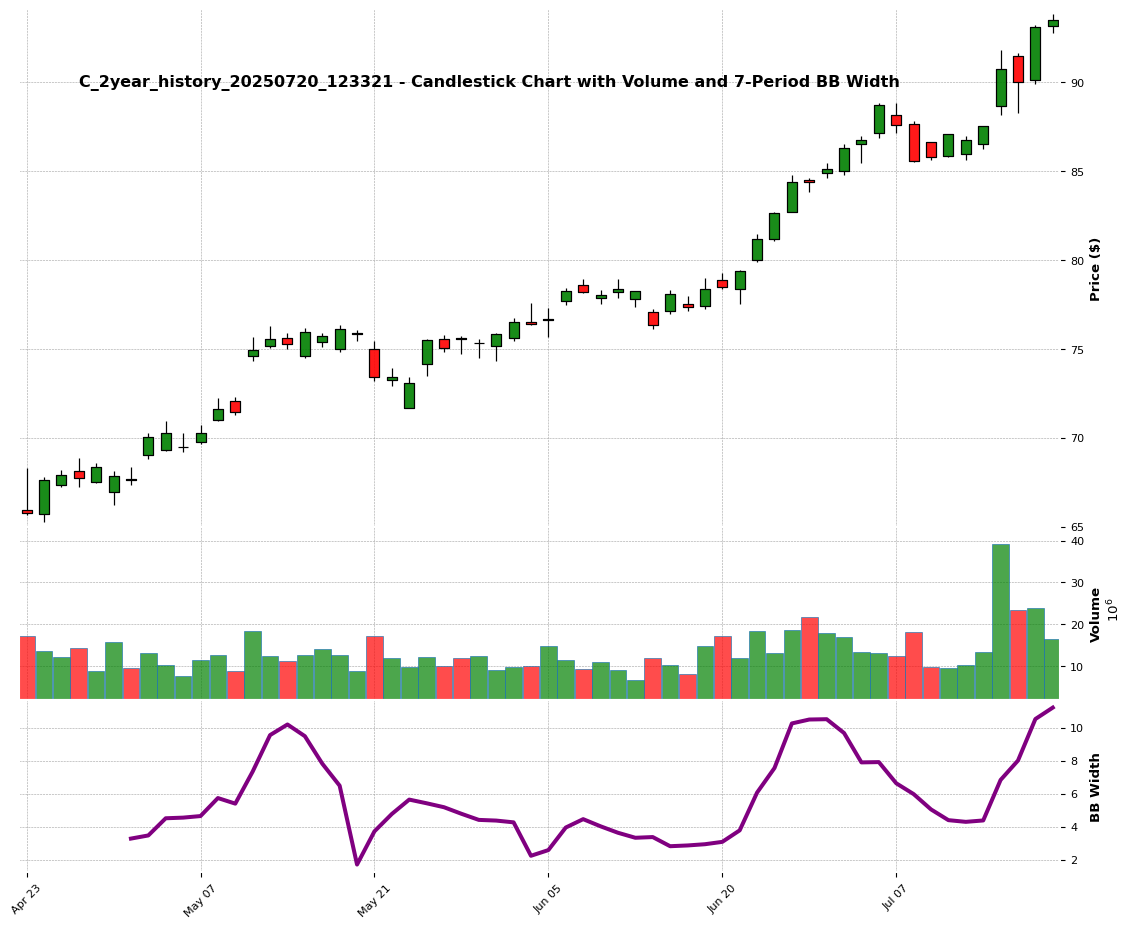 C_2year_history_20250720_123321 - Candlestick Chart with Volume and 7-Period BB Width
90
85
80
75
70
65
Price ($)
40
30
20
10
Volume
10^6
10
8
6
4
2
BB Width
Apr 23
May 07
May 21
Jun 05
Jun 20
Jul 07